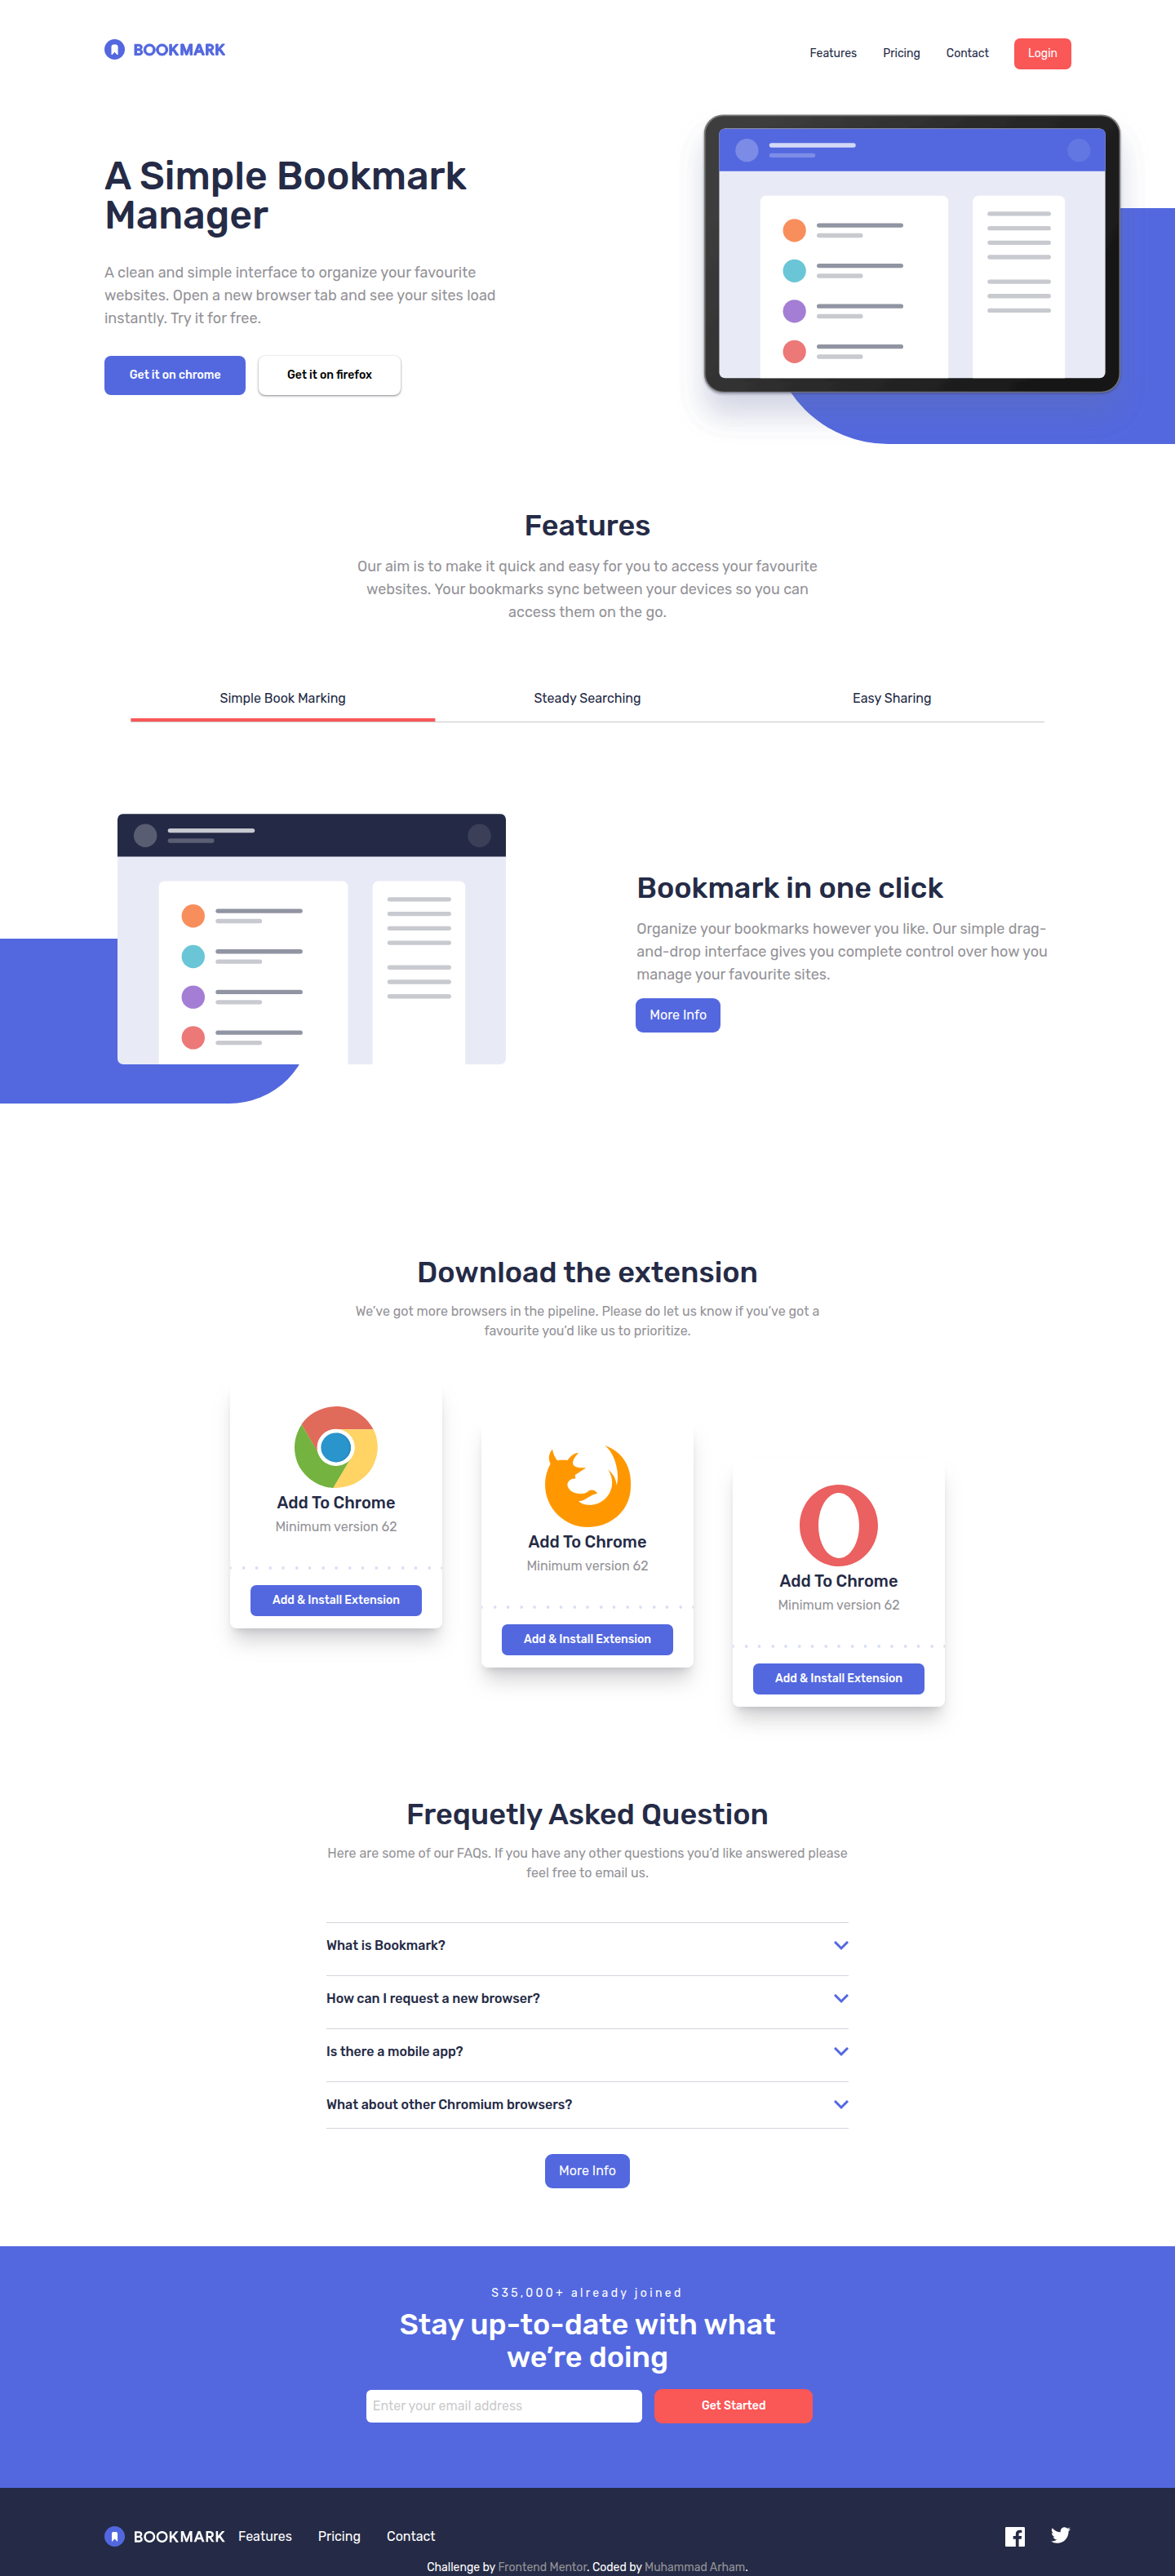 BOOKMARK
Features Pricing Contact Login
A Simple Bookmark
Manager
A clean and simple interface to organize your favourite
websites. Open a new browser tab and see your sites load
instantly. Try it for free.
Get it on chrome Get it on firefox
Features
Our aim is to make it quick and easy for you to access your favourite
websites. Your bookmarks sync between your devices so you can
access them on the go.
Simple Book Marking Steady Searching Easy Sharing
Bookmark in one click
Organize your bookmarks however you like. Our simple drag-
and-drop interface gives you complete control over how you
manage your favourite sites.
More Info
Download the extension
We've got more browsers in the pipeline. Please do let us know if you've got a
favourite you'd like us to prioritize.
Add To Chrome
Minimum version 62
Add & Install Extension
Add To Chrome
Minimum version 62
Add & Install Extension
Add To Chrome
Minimum version 62
Add & Install Extension
Frequetly Asked Question
Here are some of our FAQs. If you have any other questions you'd like answered please
feel free to email us.
What is Bookmark?
How can I request a new browser?
Is there a mobile app?
What about other Chromium browsers?
More Info
S35,000+ already joined
Stay up-to-date with what
we're doing
Enter your email address Get Started
BOOKMARK Features Pricing Contact
Challenge by Frontend Mentor. Coded by Muhammad Arham.